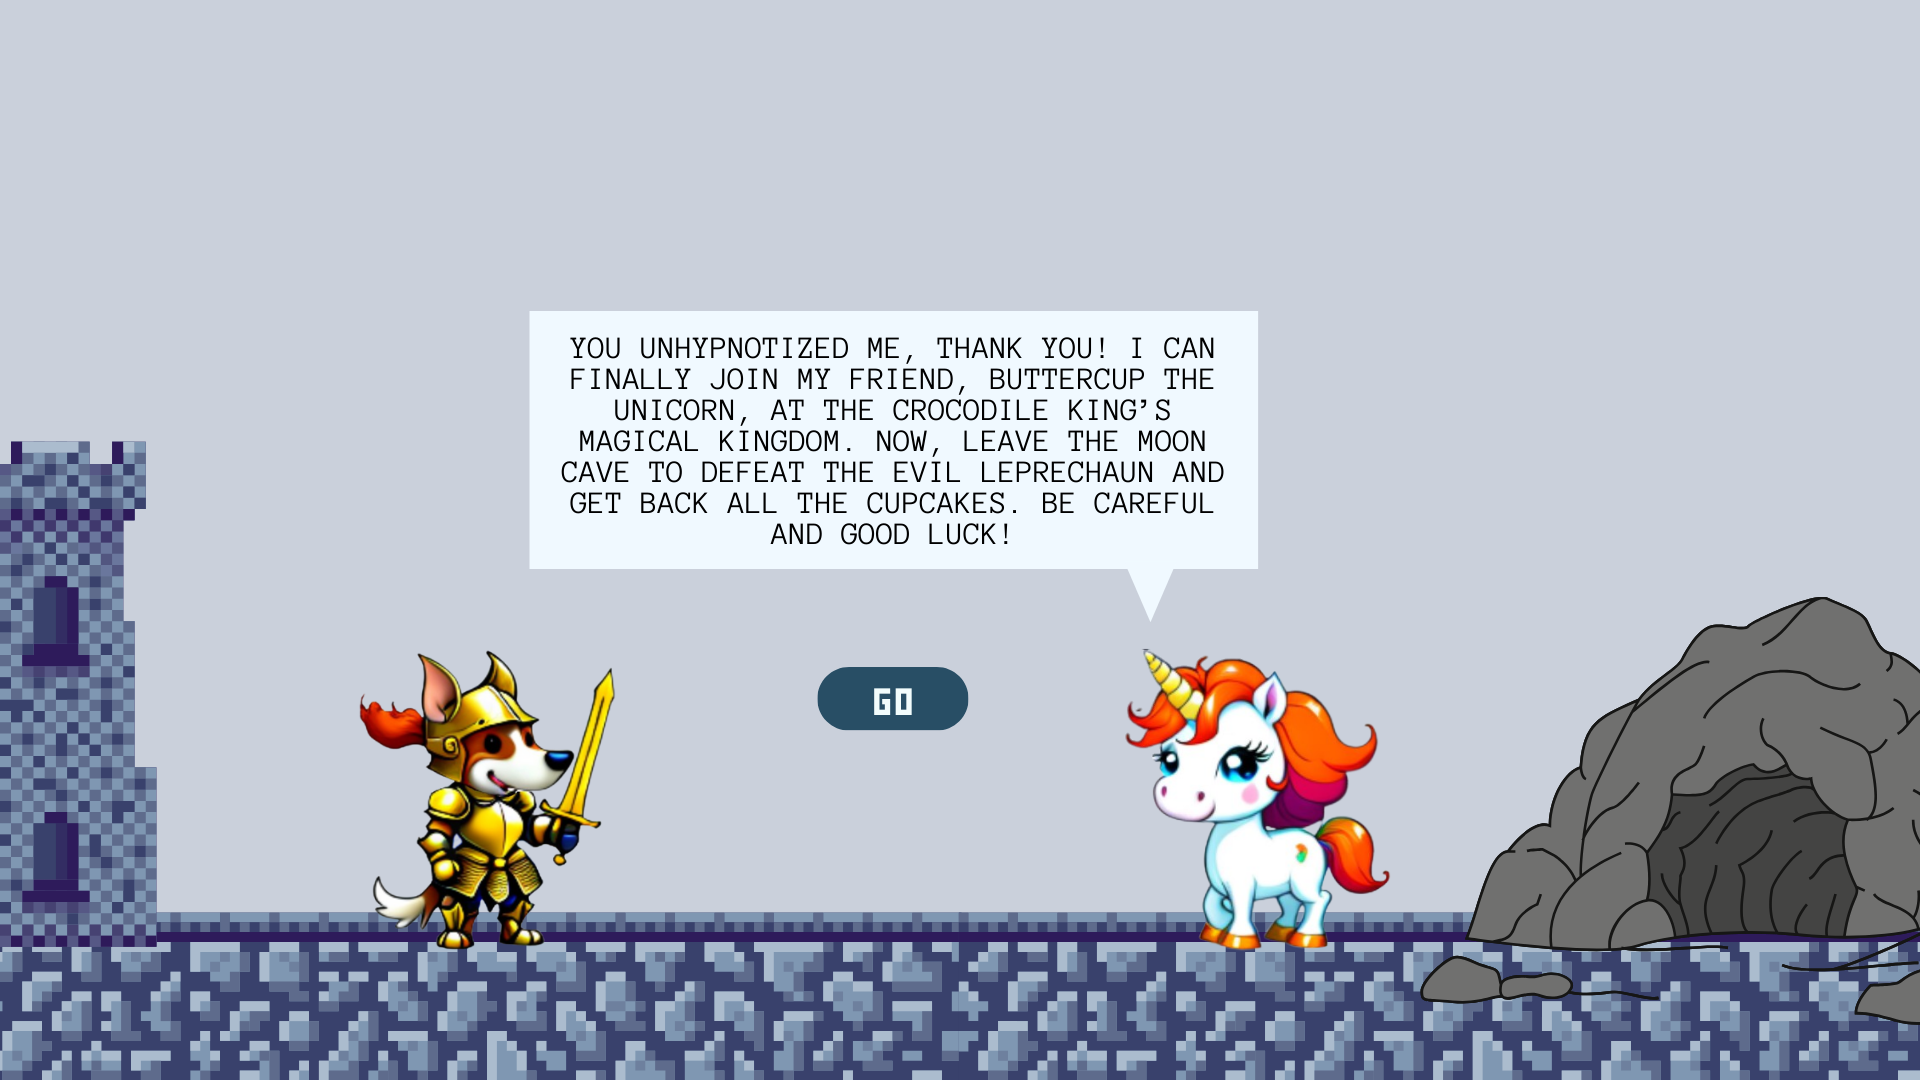 YOU UNHYPNOTIZED ME, THANK YOU! I CAN
FINALLY JOIN MY FRIEND, BUTTERCUP THE
UNICORN, AT THE CROCODILE KING’S
MAGICAL KINGDOM. NOW, LEAVE THE MOON
CAVE TO DEFEAT THE EVIL LEPRECHAUN AND
GET BACK ALL THE CUPCAKES. BE CAREFUL
AND GOOD LUCK!
GO